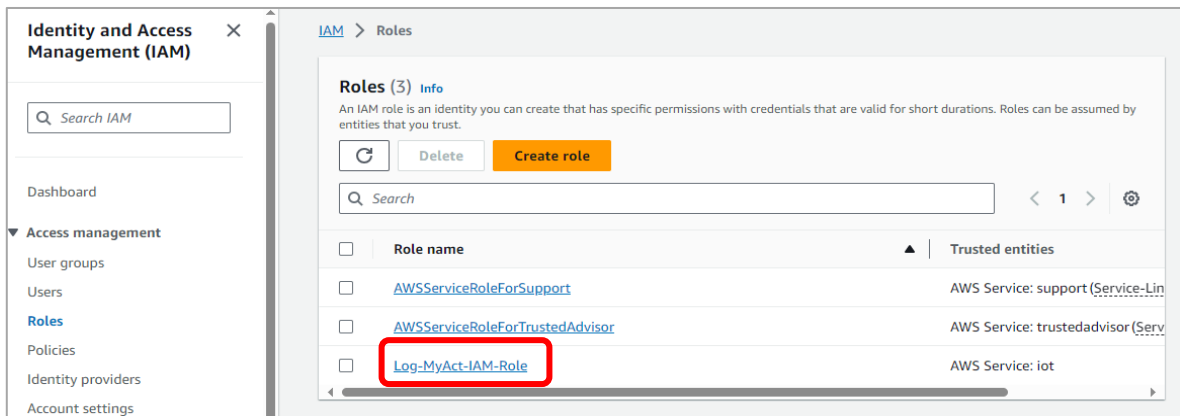 Identity and Access
Management (IAM)
Search IAM
Dashboard
Access management
User groups
Users
Roles
Policies
Identity providers
Account settings
IAM > Roles
Roles (3) Info
An IAM role is an identity you can create that has specific permissions with credentials that are valid for short durations. Roles can be assumed by
entities that you trust.
Delete Create role
Search
1
Role name Trusted entities
AWSServiceRoleForSupport AWS Service: support (Service-Lin
AWSServiceRoleForTrustedAdvisor AWS Service: trustedadvisor (Serv
Log-MyAct-IAM-Role AWS Service: iot